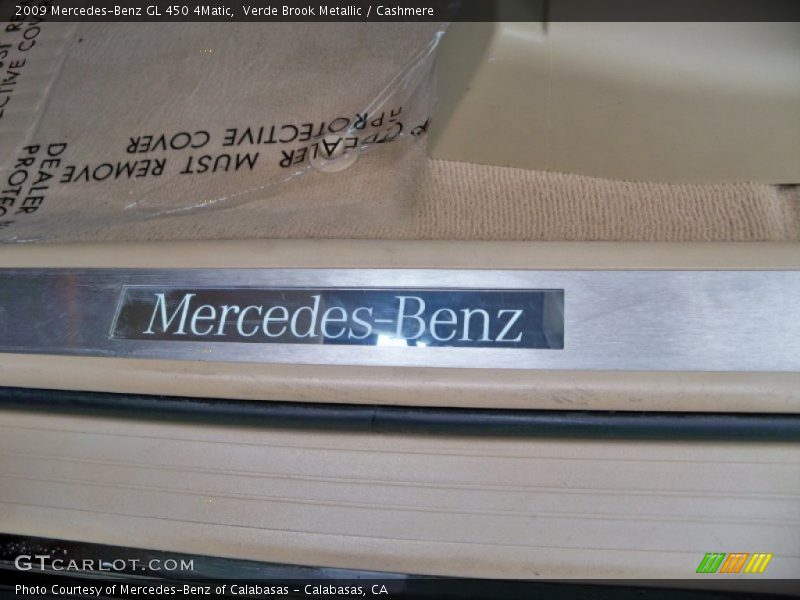 2009 Mercedes-Benz GL 450 4Matic,  Verde Brook Metallic / Cashmere
DEALER MUST REMOVE
PROTECTIVE COVER
DEALER
PROTEC
Mercedes-Benz
GTCARLOT.COM
Photo Courtesy of Mercedes-Benz of Calabasas - Calabasas, CA